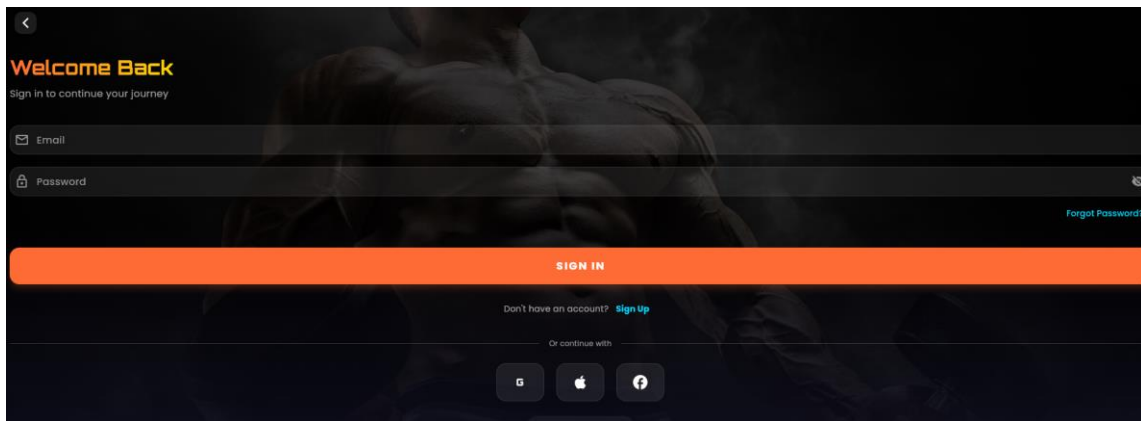 Welcome Back
Sign in to continue your journey
Email
Password
Forgot Password?
SIGN IN
Don't have an account? Sign Up
Or continue with
G